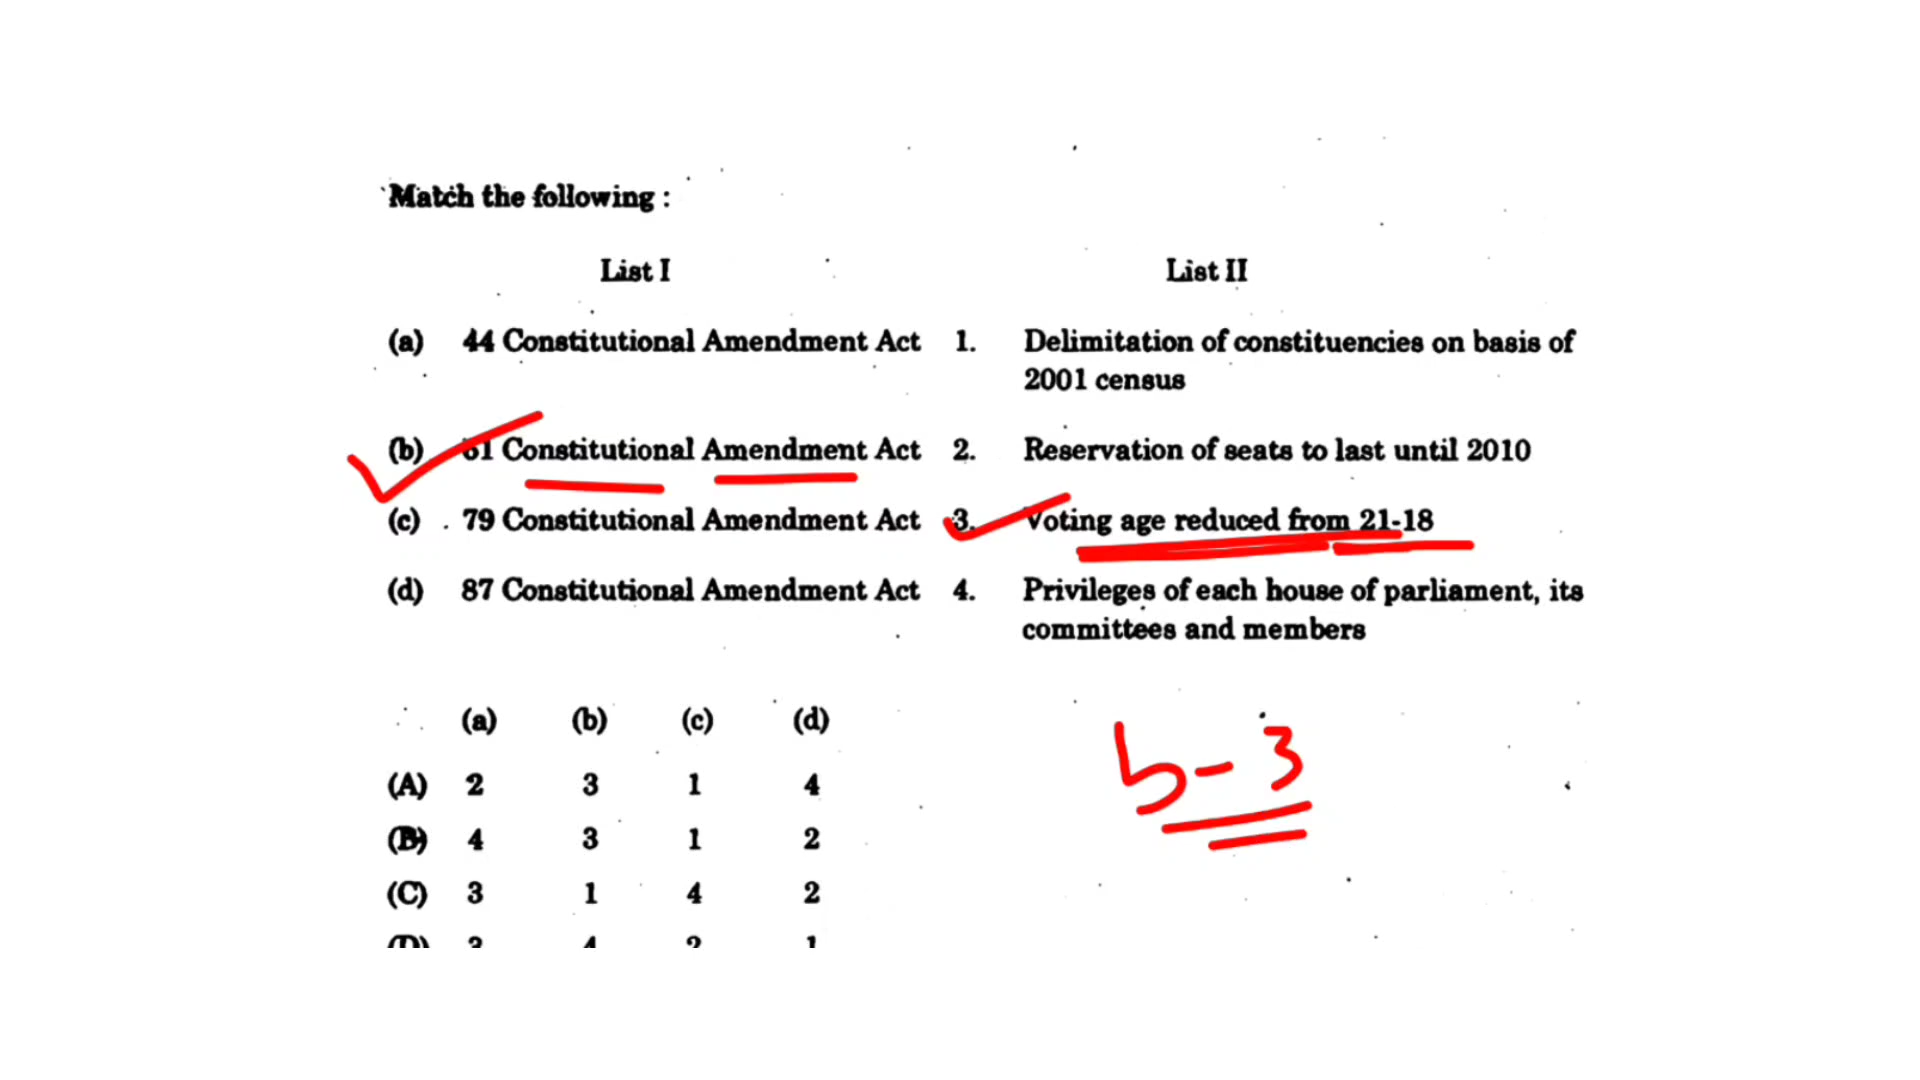 Match the following :
List I List II
(a) 44 Constitutional Amendment Act 1. Delimitation of constituencies on basis of
2001 census
(b) 61 Constitutional Amendment Act 2. Reservation of seats to last until 2010
(c) . 79 Constitutional Amendment Act 3. Voting age reduced from 21-18
(d) 87 Constitutional Amendment Act 4. Privileges of each house of parliament, its
committees and members
(a) (b) (c) (d)
(A) 2 3 1 4
(B) 4 3 1 2
(C) 3 1 4 2
b - 3